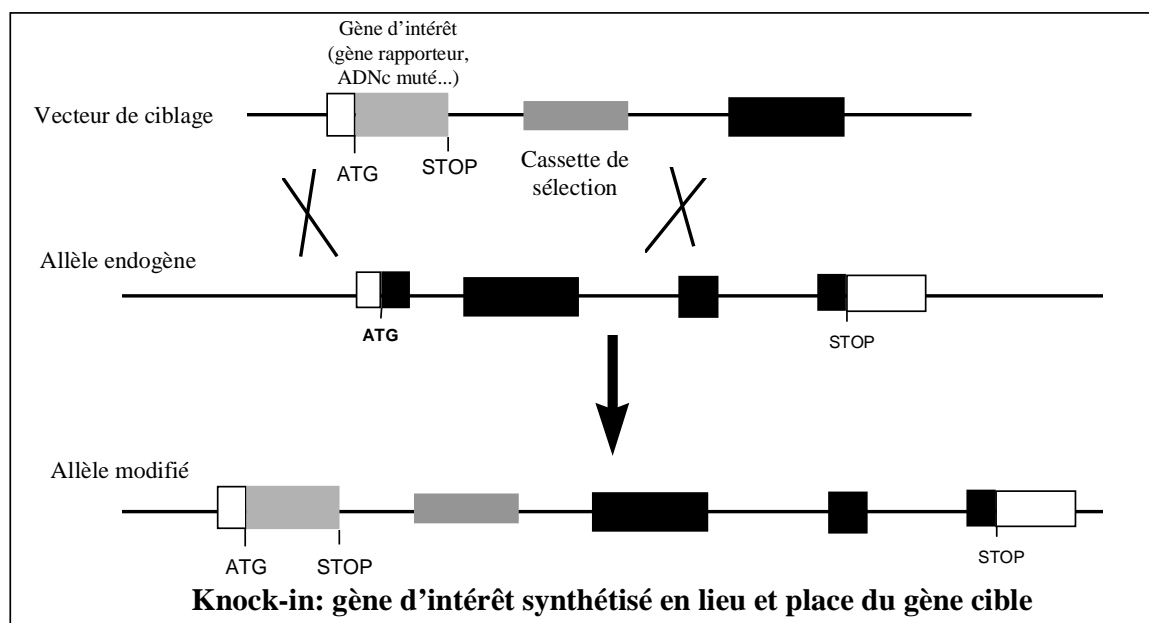 Gène d'intérêt
(gène rapporteur,
ADNc muté...)
Vecteur de ciblage
ATG
STOP
Cassette de
sélection
Allèle endogène
ATG
STOP
Allèle modifié
ATG
STOP
STOP
Knock-in: gène d'intérêt synthétisé en lieu et place du gène cible